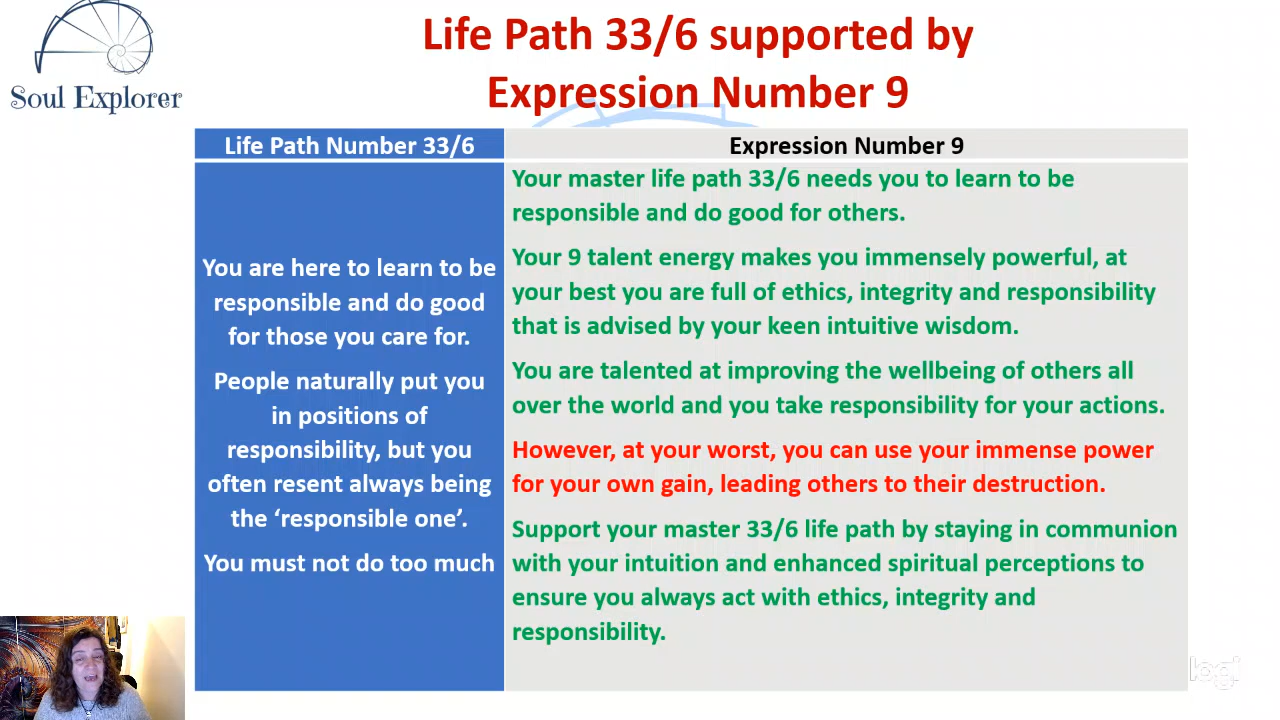 Soul Explorer
Life Path 33/6 supported by
Expression Number 9
Life Path Number 33/6
Expression Number 9
You are here to learn to be
responsible and do good
for those you care for.
People naturally put you
in positions of
responsibility, but you
often resent always being
the ‘responsible one’.
You must not do too much
Your master life path 33/6 needs you to learn to be
responsible and do good for others.
Your 9 talent energy makes you immensely powerful, at
your best you are full of ethics, integrity and responsibility
that is advised by your keen intuitive wisdom.
You are talented at improving the wellbeing of others all
over the world and you take responsibility for your actions.
However, at your worst, you can use your immense power
for your own gain, leading others to their destruction.
Support your master 33/6 life path by staying in communion
with your intuition and enhanced spiritual perceptions to
ensure you always act with ethics, integrity and
responsibility.
logi